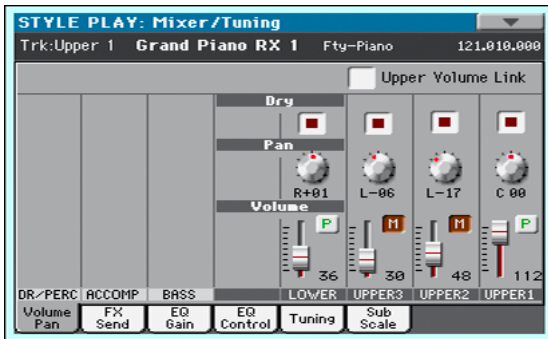 STYLE PLAY: Mixer/Tuning
Trk:Upper 1 Grand Piano RX 1 Fty-Piano 121.010.000
Upper Volume Link
Dry
Pan
R+01 L-06 L-17 C 00
Volume
P M M P
36 30 48 112
DR/PERC ACCOMP BASS LOWER UPPER3 UPPER2 UPPER1
Volume Pan FX Send EQ Gain EQ Control Tuning Sub Scale